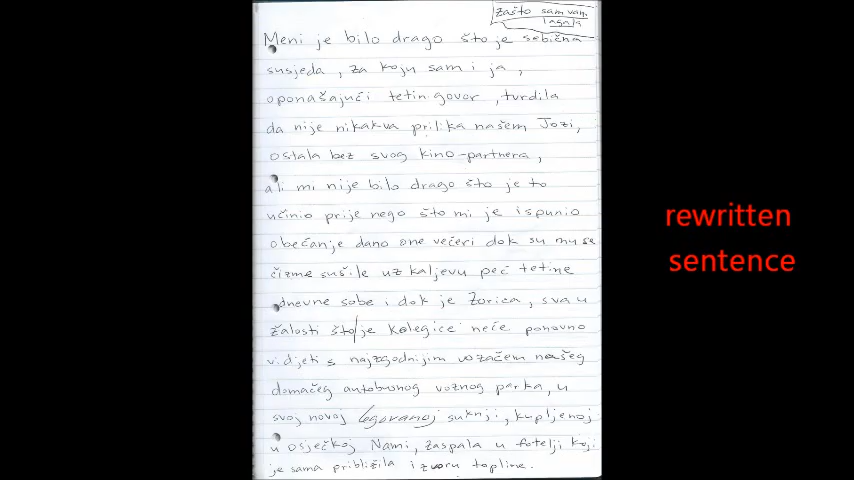 zašto sam vam
lagala
Meni je bilo drago što je sebična
susjeda, za koju sam i ja,
oponašajući tetin govor, tvrdila
da nije nikakva prilika našem Jozi,
ostala bez svog kino-partnera,
ali mi nije bilo drago što je to
učinio prije nego što mi je ispunio
obećanje dano one večeri dok su mu se
čizme sušile uz kaljevu peć tetine
dnevne sobe i dok je Zorica, sva u
žalosti što je kolegice neće ponovno
vidjeti s najzgodnijim vozačem našeg
domaćeg autobusnog voznog parka, u
svoj novoj suknji, kupljenoj
u osječkoj Nami, zaspala u fotelji koji
je sama približila izvoru topline.
rewritten
sentence